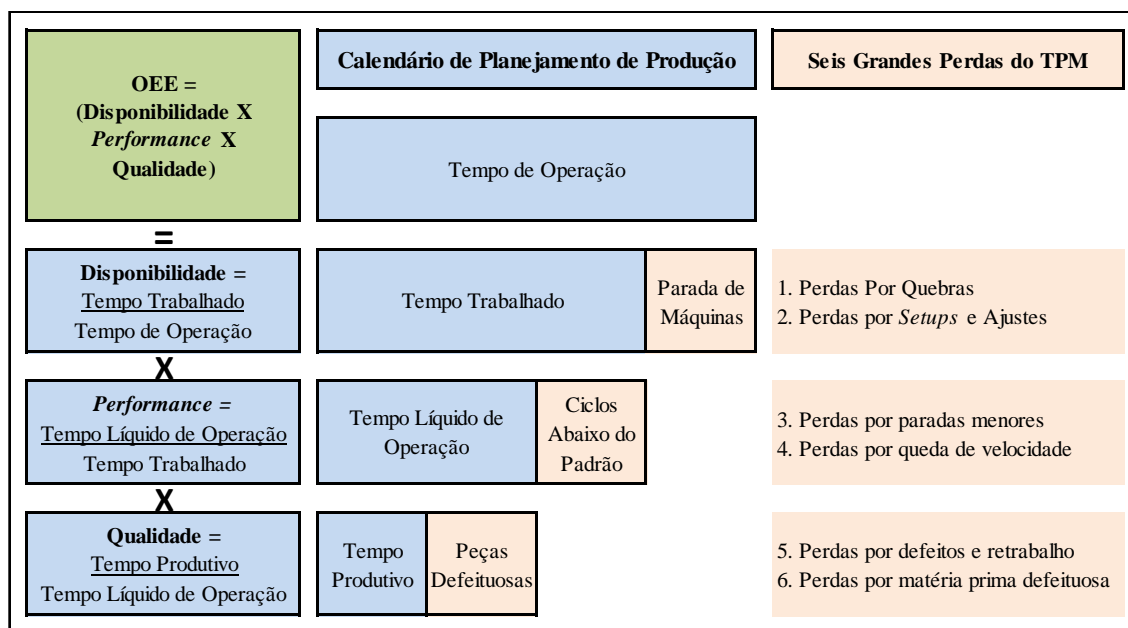 OEE =
(Disponibilidade X
Performance X
Qualidade)
Calendário de Planejamento de Produção
Seis Grandes Perdas do TPM
Tempo de Operação
=
Disponibilidade =
Tempo Trabalhado
Tempo de Operação
Tempo Trabalhado
Parada de
Máquinas
1. Perdas Por Quebras
2. Perdas por Setups e Ajustes
X
Performance =
Tempo Líquido de Operação
Tempo Trabalhado
Tempo Líquido de
Operação
Ciclos
Abaixo do
Padrão
3. Perdas por paradas menores
4. Perdas por queda de velocidade
X
Qualidade =
Tempo Produtivo
Tempo Líquido de Operação
Tempo
Produtivo
Peças
Defeituosas
5. Perdas por defeitos e retrabalho
6. Perdas por matéria prima defeituosa